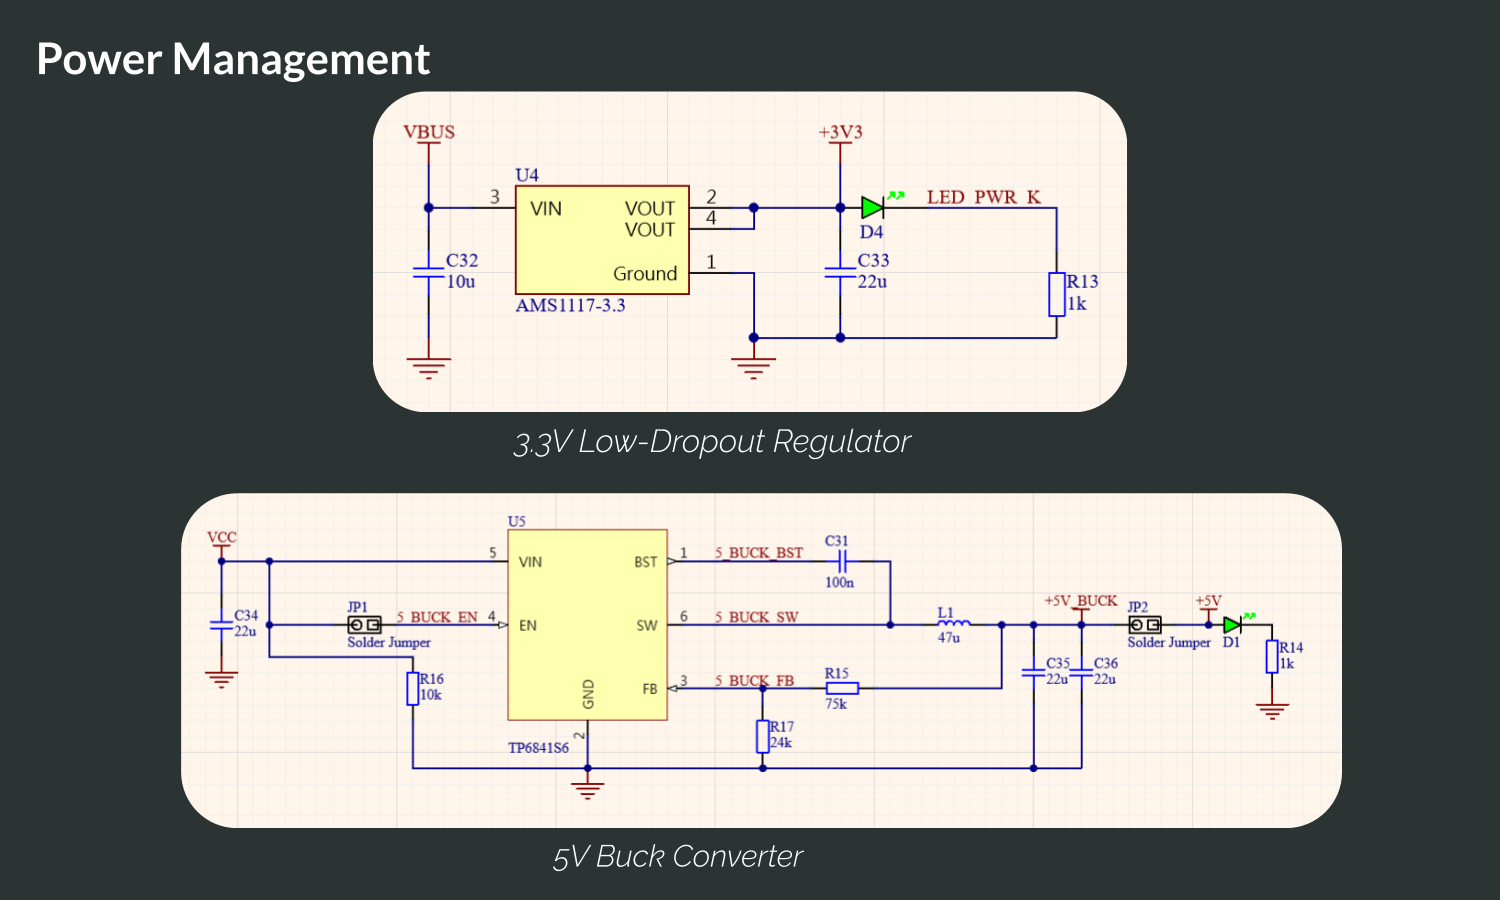 Power Management
VBUS
+3V3
U4
3
VIN
VOUT
2
VOUT
4
Ground
1
AMS1117-3.3
C32
10u
LED_PWR_K
D4
C33
22u
R13
1k
3.3V Low-Dropout Regulator
VCC
U5
5
VIN
BST
1
5_BUCK_BST
C31
100n
C34
22u
JP1
Solder Jumper
5_BUCK_EN
4
EN
SW
6
5_BUCK_SW
L1
47u
+5V_BUCK
JP2
Solder Jumper
+5V
D1
R14
1k
R16
10k
GND
2
FB
3
5_BUCK_FB
R15
75k
C35
22u
C36
22u
R17
24k
TP6841S6
5V Buck Converter